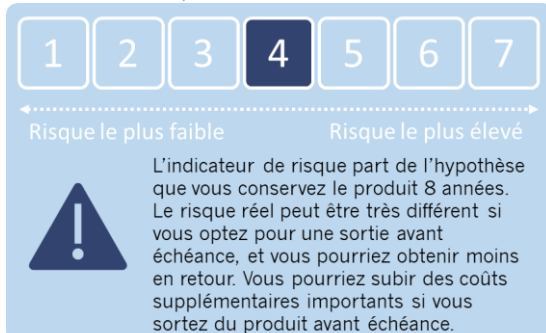 1 2 3 4 5 6 7
Risque le plus faible Risque le plus élevé
L’indicateur de risque part de l’hypothèse
que vous conservez le produit 8 années.
Le risque réel peut être très différent si
vous optez pour une sortie avant
échéance, et vous pourriez obtenir moins
en retour. Vous pourriez subir des coûts
supplémentaires importants si vous
sortez du produit avant échéance.